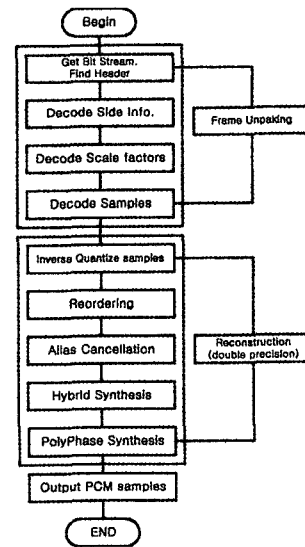 Begin
Get Bit Stream.
Find Header
Decode Side Info.
Decode Scale factors
Decode Samples
Frame Unpaking
Inverse Quantize samples
Reordering
Alias Cancellation
Hybrid Synthesis
PolyPhase Synthesis
Reconstruction
(double precision)
Output PCM samples
END